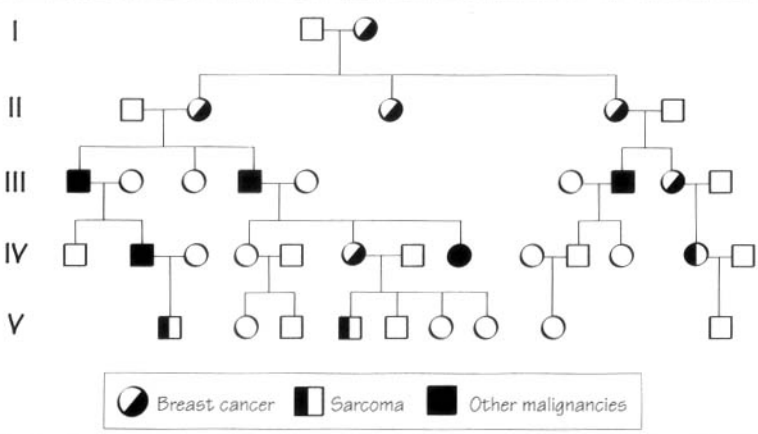 I
II
III
IV
V
Breast cancer Sarcoma Other malignancies